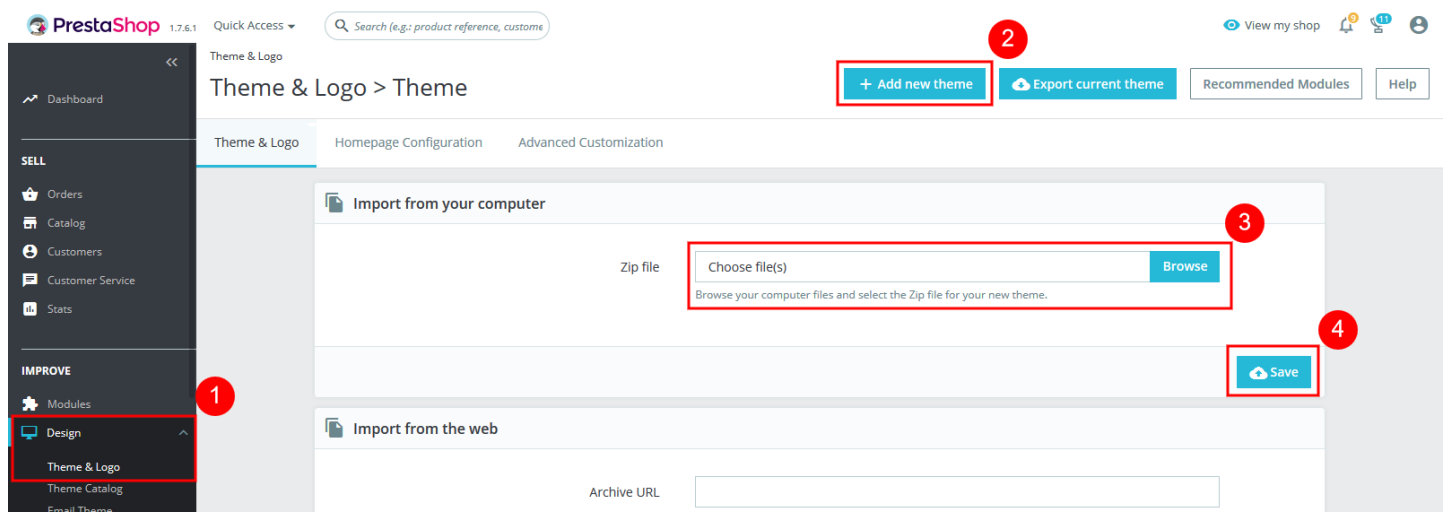 PrestaShop 1.7.6.1 Quick Access Search (e.g.: product reference, custome View my shop 9 11
Theme & Logo
Theme & Logo > Theme
2
+ Add new theme Export current theme Recommended Modules Help
Theme & Logo Homepage Configuration Advanced Customization
Dashboard
SELL
Orders
Catalog
Customers
Customer Service
Stats
IMPROVE
Modules
1
Design
Theme & Logo
Theme Catalog
Email Theme
Import from your computer
3
Zip file Choose file(s) Browse
Browse your computer files and select the Zip file for your new theme.
4
Save
Import from the web
Archive URL